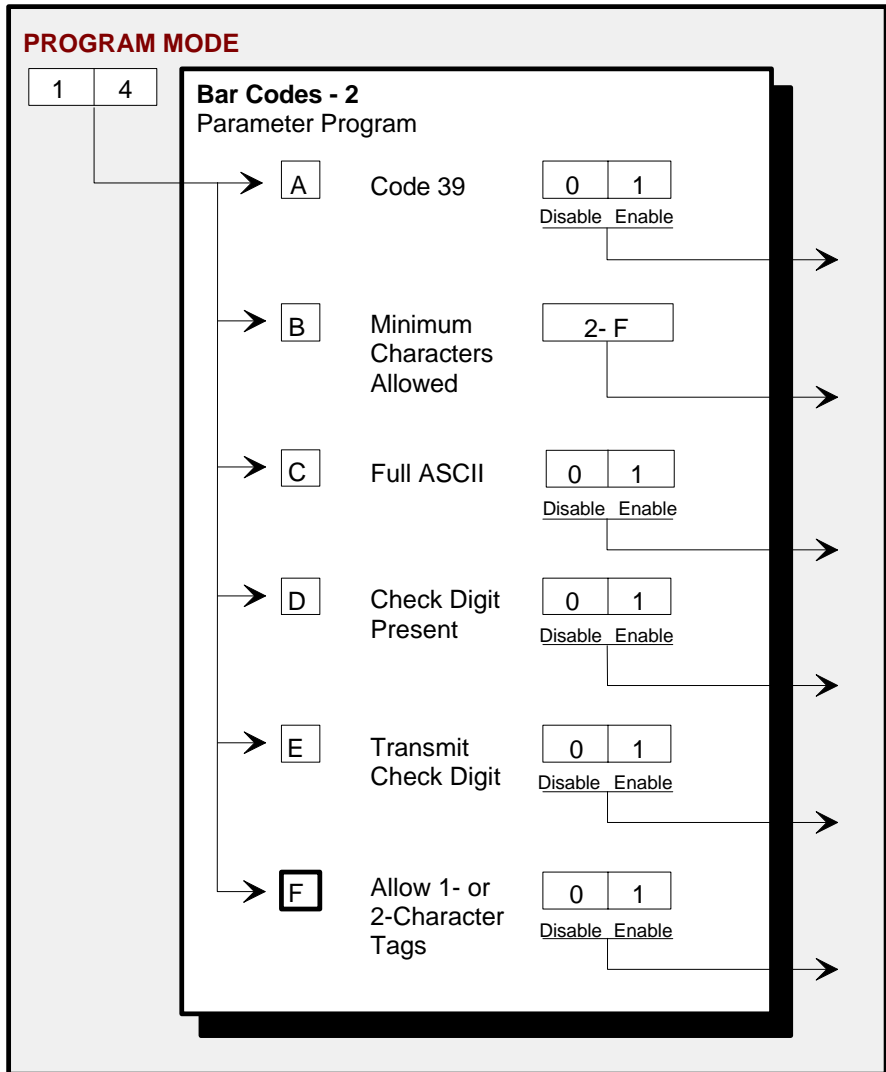 PROGRAM MODE
1 4
Bar Codes - 2
Parameter Program
A Code 39 0 1
Disable Enable
B Minimum 2- F
Characters
Allowed
C Full ASCII 0 1
Disable Enable
D Check Digit 0 1
Present Disable Enable
E Transmit 0 1
Check Digit Disable Enable
F Allow 1- or 0 1
2-Character Disable Enable
Tags